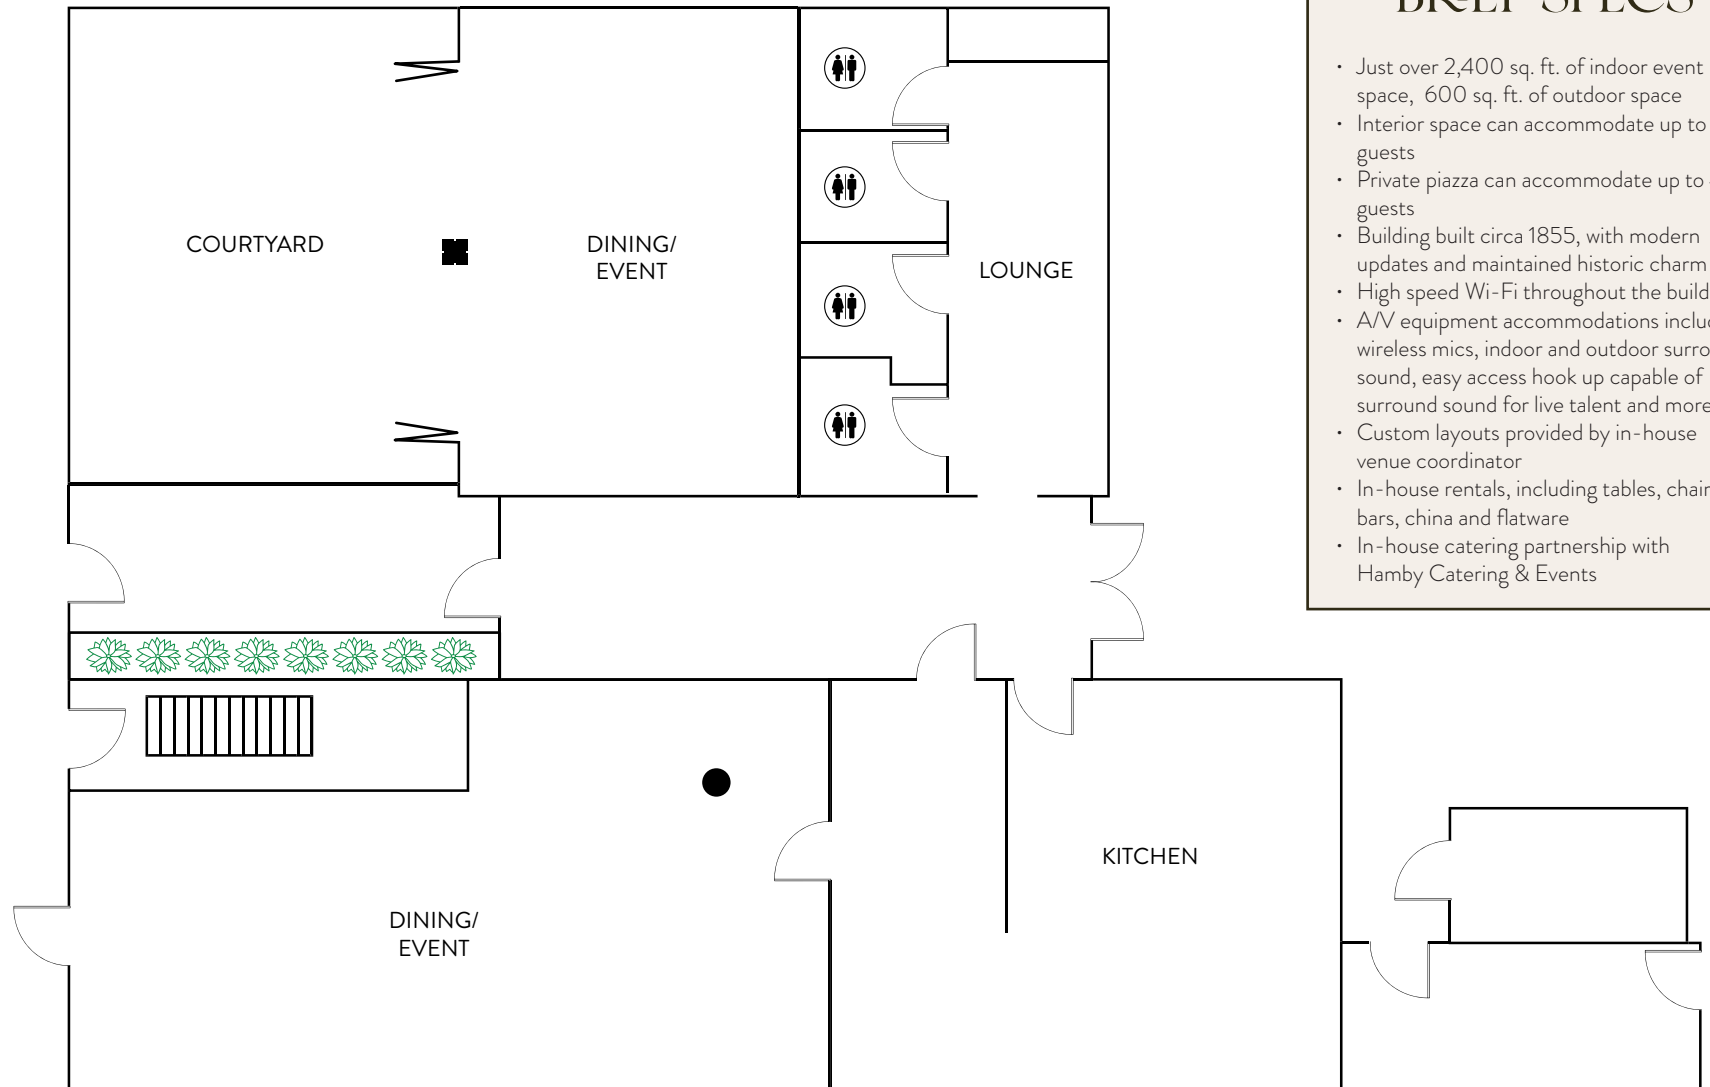 COURTYARD
DINING/
EVENT
LOUNGE
DINING/
EVENT
KITCHEN
BRIEF SPECS
• Just over 2,400 sq. ft. of indoor event
space, 600 sq. ft. of outdoor space
• Interior space can accommodate up to
guests
• Private piazza can accommodate up to
guests
• Building built circa 1855, with modern
updates and maintained historic charm
• High speed Wi-Fi throughout the
• A/V equipment accommodations
wireless mics, indoor and outdoor
sound, easy access hook up capable of
surround sound for live talent and more
• Custom layouts provided by in-house
venue coordinator
• In-house rentals, including tables,
bars, china and flatware
• In-house catering partnership with
Hamby Catering & Events